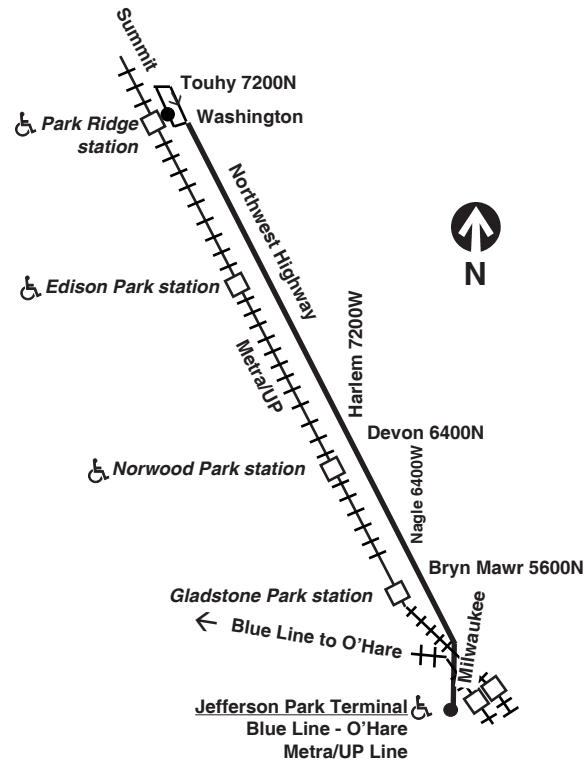 Summit
Touhy 7200N
Washington
Park Ridge
station
Northwest Highway
N
Edison Park station
Harlem 7200W
Metra/UP
Devon 6400N
Nagle 6400W
Norwood Park station
Bryn Mawr 5600N
Gladstone Park station
Milwaukee
Blue Line to O'Hare
Jefferson Park Terminal
Blue Line - O'Hare
Metra/UP Line